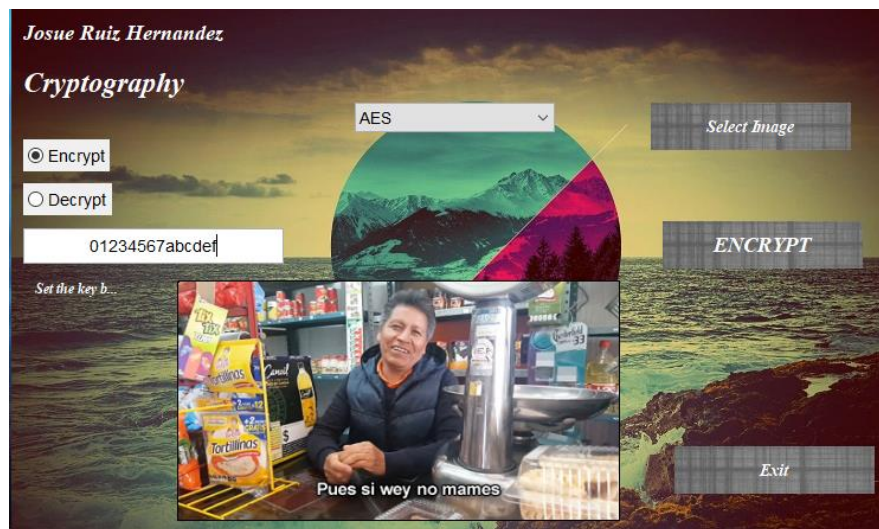 Josue Ruiz Hernandez
Cryptography
AES
Select Image
Encrypt
Decrypt
01234567abcdef
ENCRYPT
Set the key b...
Tortillinas
Tortillinas
Pues si wey no mames
Exit